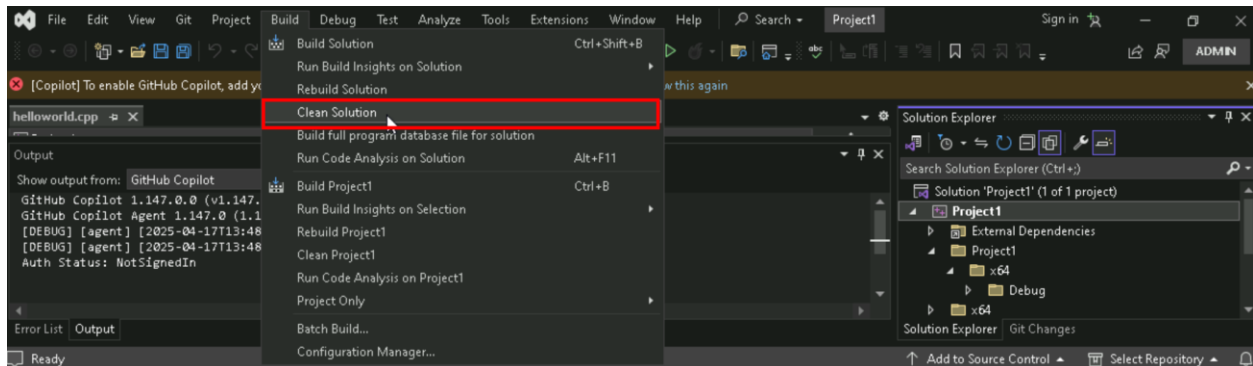 File Edit View Git Project Build Debug Test Analyze Tools Extensions Window Help Search Project1 Sign in
ADMIN
[Copilot] To enable GitHub Copilot, add
this again
helloworld.cpp
Output
Show output from: GitHub Copilot
GitHub Copilot 1.147.0.0 (v1.147.
GitHub Copilot Agent 1.147.0 (1.1
[DEBUG] [agent] [2025-04-17T13:48
[DEBUG] [agent] [2025-04-17T13:48
Auth Status: NotSignedIn
Error List Output
Ready
Build Solution Ctrl+Shift+B
Run Build Insights on Solution
Rebuild Solution
Clean Solution
Build full program database file for solution
Run Code Analysis on Solution Alt+F11
Build Project1 Ctrl+B
Run Build Insights on Selection
Rebuild Project1
Clean Project1
Run Code Analysis on Project1
Project Only
Batch Build...
Configuration Manager...
Solution Explorer
Search Solution Explorer (Ctrl+;)
Solution 'Project1' (1 of 1 project)
Project1
External Dependencies
Project1
x64
Debug
x64
Solution Explorer Git Changes
Add to Source Control Select Repository